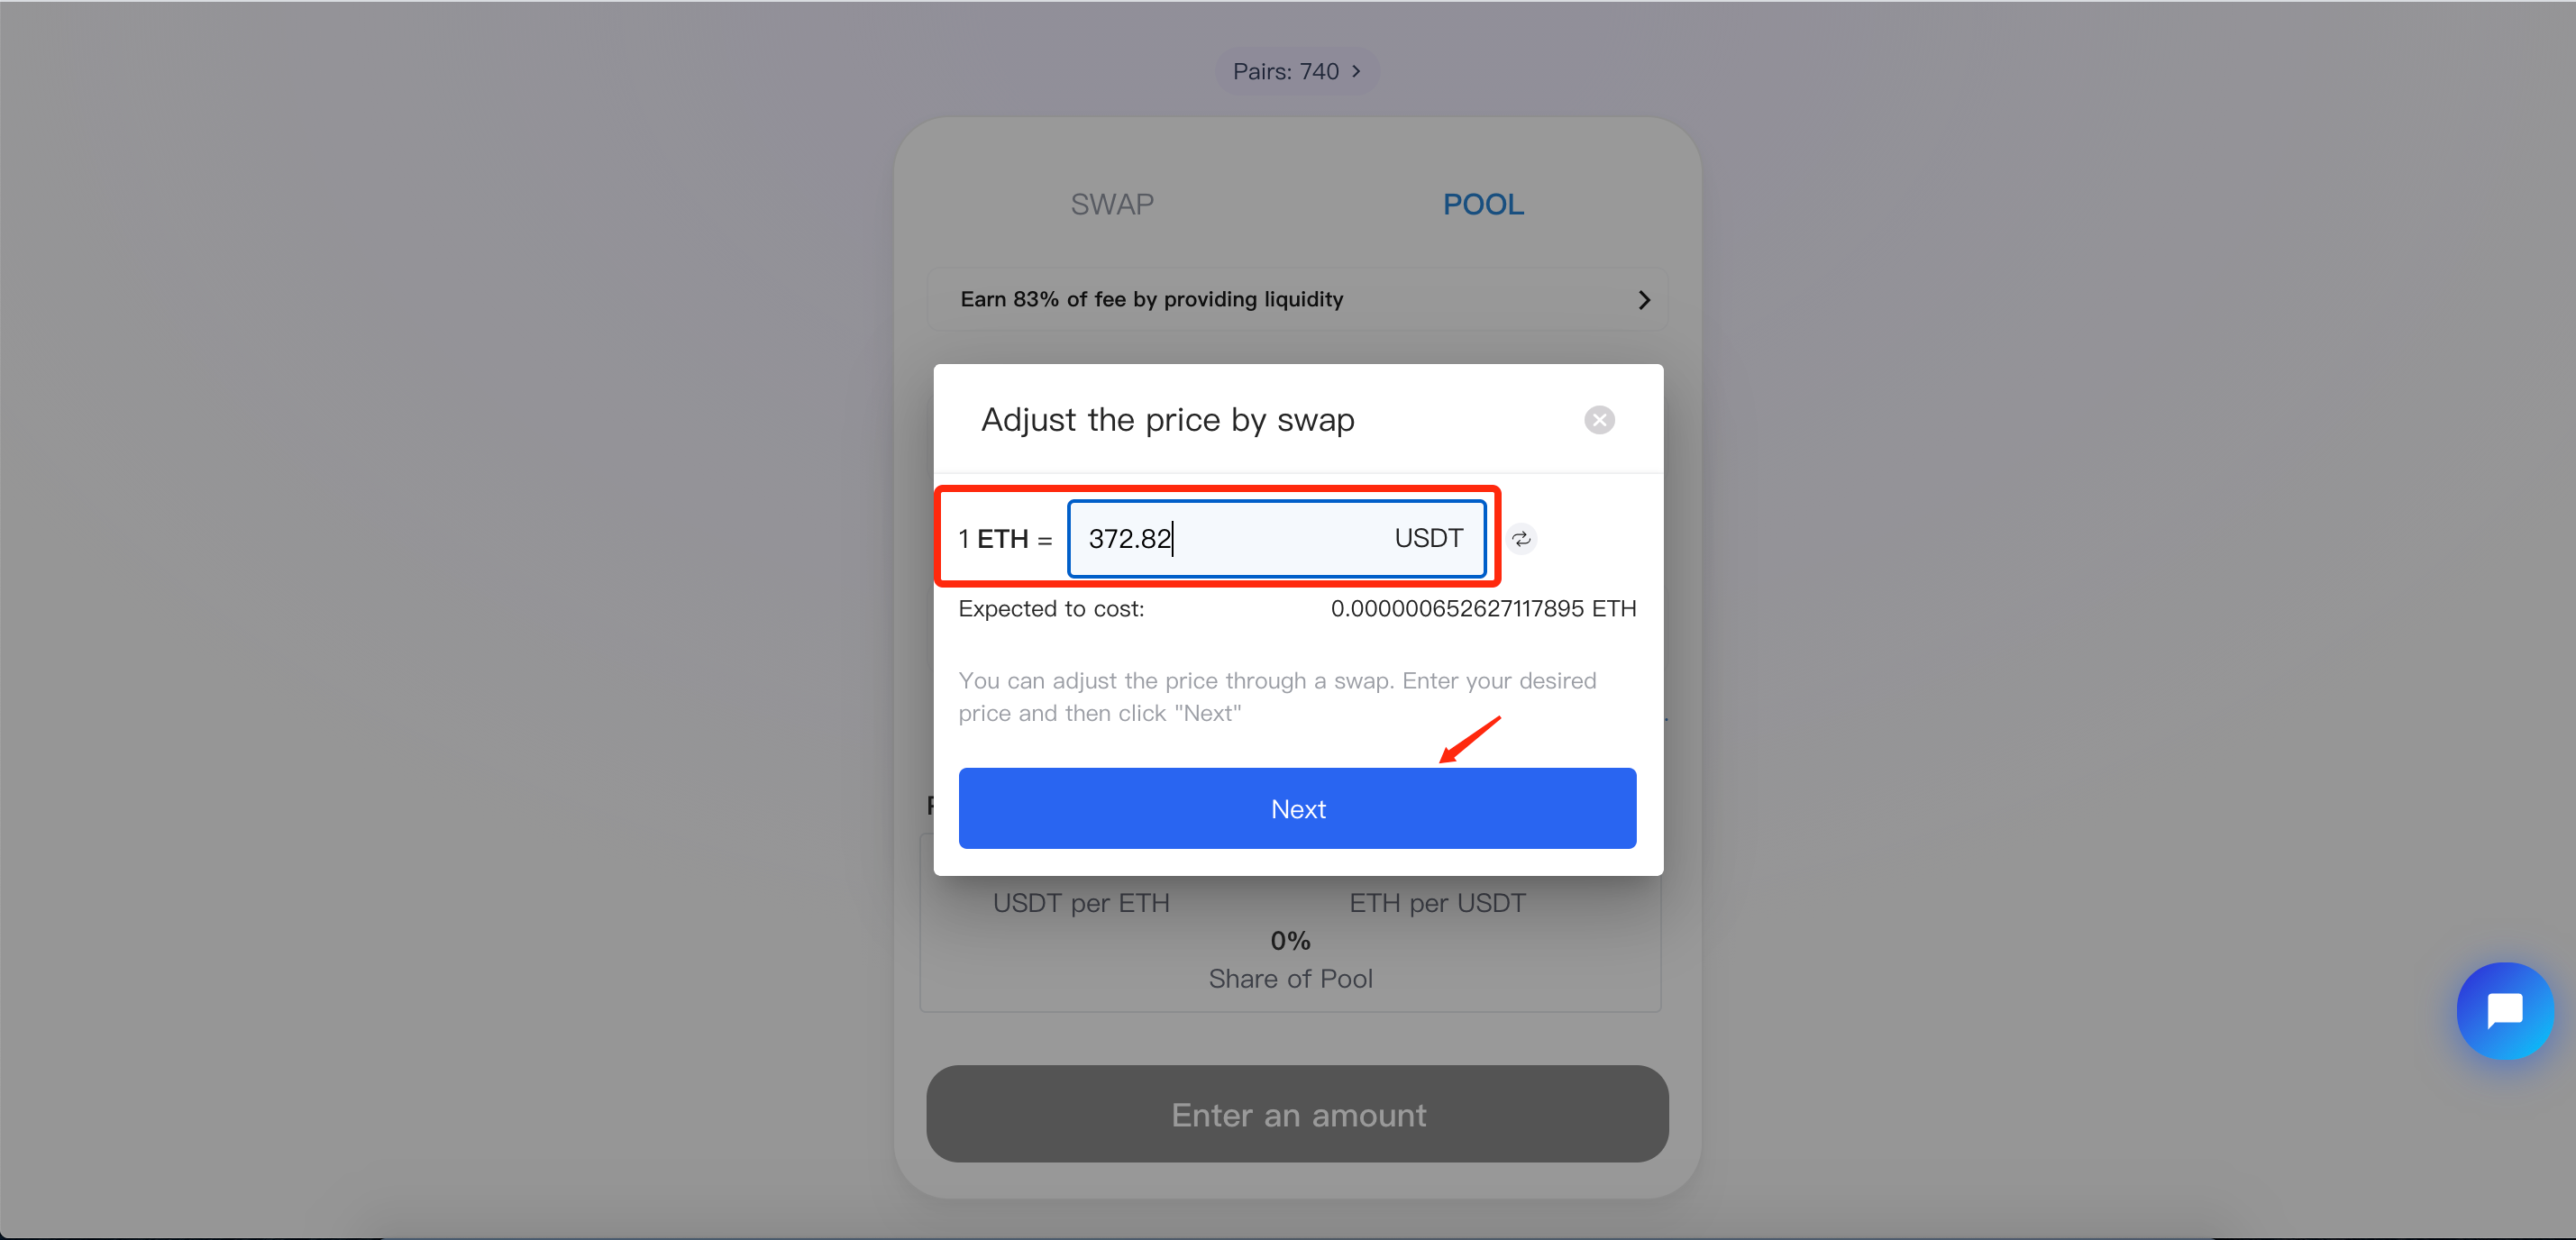 Pairs: 740 >
SWAP POOL
Earn 83% of fee by providing liquidity
Adjust the price by swap
1 ETH = 372.82 USDT
Expected to cost: 0.000000652627117895 ETH
You can adjust the price through a swap. Enter your desired
price and then click "Next"
Next
USDT per ETH ETH per USDT
0%
Share of Pool
Enter an amount